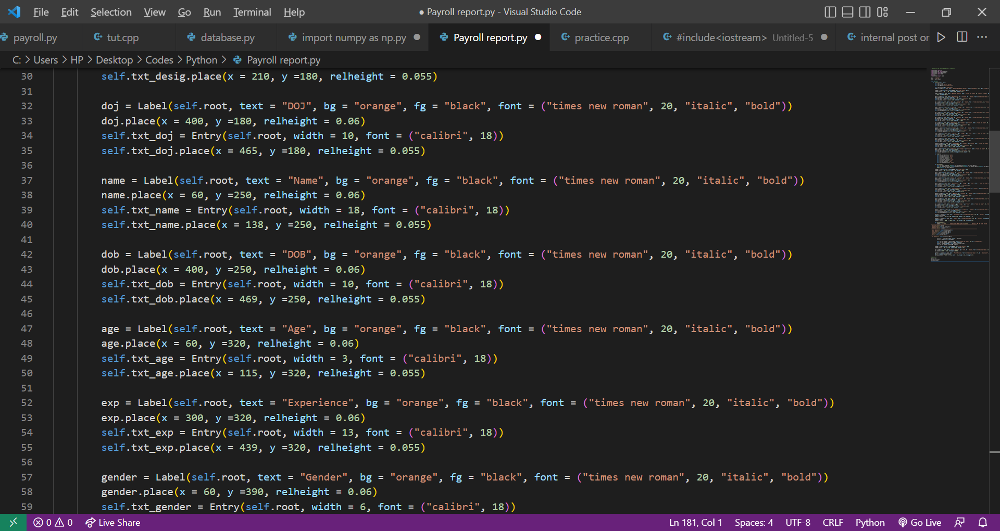 File Edit Selection View Go Run Terminal Help ● Payroll report.py - Visual Studio Code
payroll.py tut.cpp database.py import numpy as np.py Payroll report.py practice.cpp #include<iostream> Untitled-5 internal post or
C: > Users > HP > Desktop > Codes > Python > Payroll report.py
30 self.txt_desig.place(x = 210, y =180, relheight = 0.055)
31
32 doj = Label(self.root, text = "DOJ", bg = "orange", fg = "black", font = ("times new roman", 20, "italic", "bold"))
33 doj.place(x = 400, y =180, relheight = 0.06)
34 self.txt_doj = Entry(self.root, width = 10, font = ("calibri", 18))
35 self.txt_doj.place(x = 465, y =180, relheight = 0.055)
36
37 name = Label(self.root, text = "Name", bg = "orange", fg = "black", font = ("times new roman", 20, "italic", "bold"))
38 name.place(x = 60, y =250, relheight = 0.06)
39 self.txt_name = Entry(self.root, width = 18, font = ("calibri", 18))
40 self.txt_name.place(x = 138, y =250, relheight = 0.055)
41
42 dob = Label(self.root, text = "DOB", bg = "orange", fg = "black", font = ("times new roman", 20, "italic", "bold"))
43 dob.place(x = 400, y =250, relheight = 0.06)
44 self.txt_dob = Entry(self.root, width = 10, font = ("calibri", 18))
45 self.txt_dob.place(x = 469, y =250, relheight = 0.055)
46
47 age = Label(self.root, text = "Age", bg = "orange", fg = "black", font = ("times new roman", 20, "italic", "bold"))
48 age.place(x = 60, y =320, relheight = 0.06)
49 self.txt_age = Entry(self.root, width = 3, font = ("calibri", 18))
50 self.txt_age.place(x = 115, y =320, relheight = 0.055)
51
52 exp = Label(self.root, text = "Experience", bg = "orange", fg = "black", font = ("times new roman", 20, "italic", "bold"))
53 exp.place(x = 300, y =320, relheight = 0.06)
54 self.txt_exp = Entry(self.root, width = 13, font = ("calibri", 18))
55 self.txt_exp.place(x = 439, y =320, relheight = 0.055)
56
57 gender = Label(self.root, text = "Gender", bg = "orange", fg = "black", font = ("times new roman", 20, "italic", "bold"))
58 gender.place(x = 60, y =390, relheight = 0.06)
59 self.txt_gender = Entry(self.root, width = 6, font = ("calibri", 18))
0 0 Live Share Ln 181, Col 1 Spaces: 4 UTF-8 CRLF Python Go Live